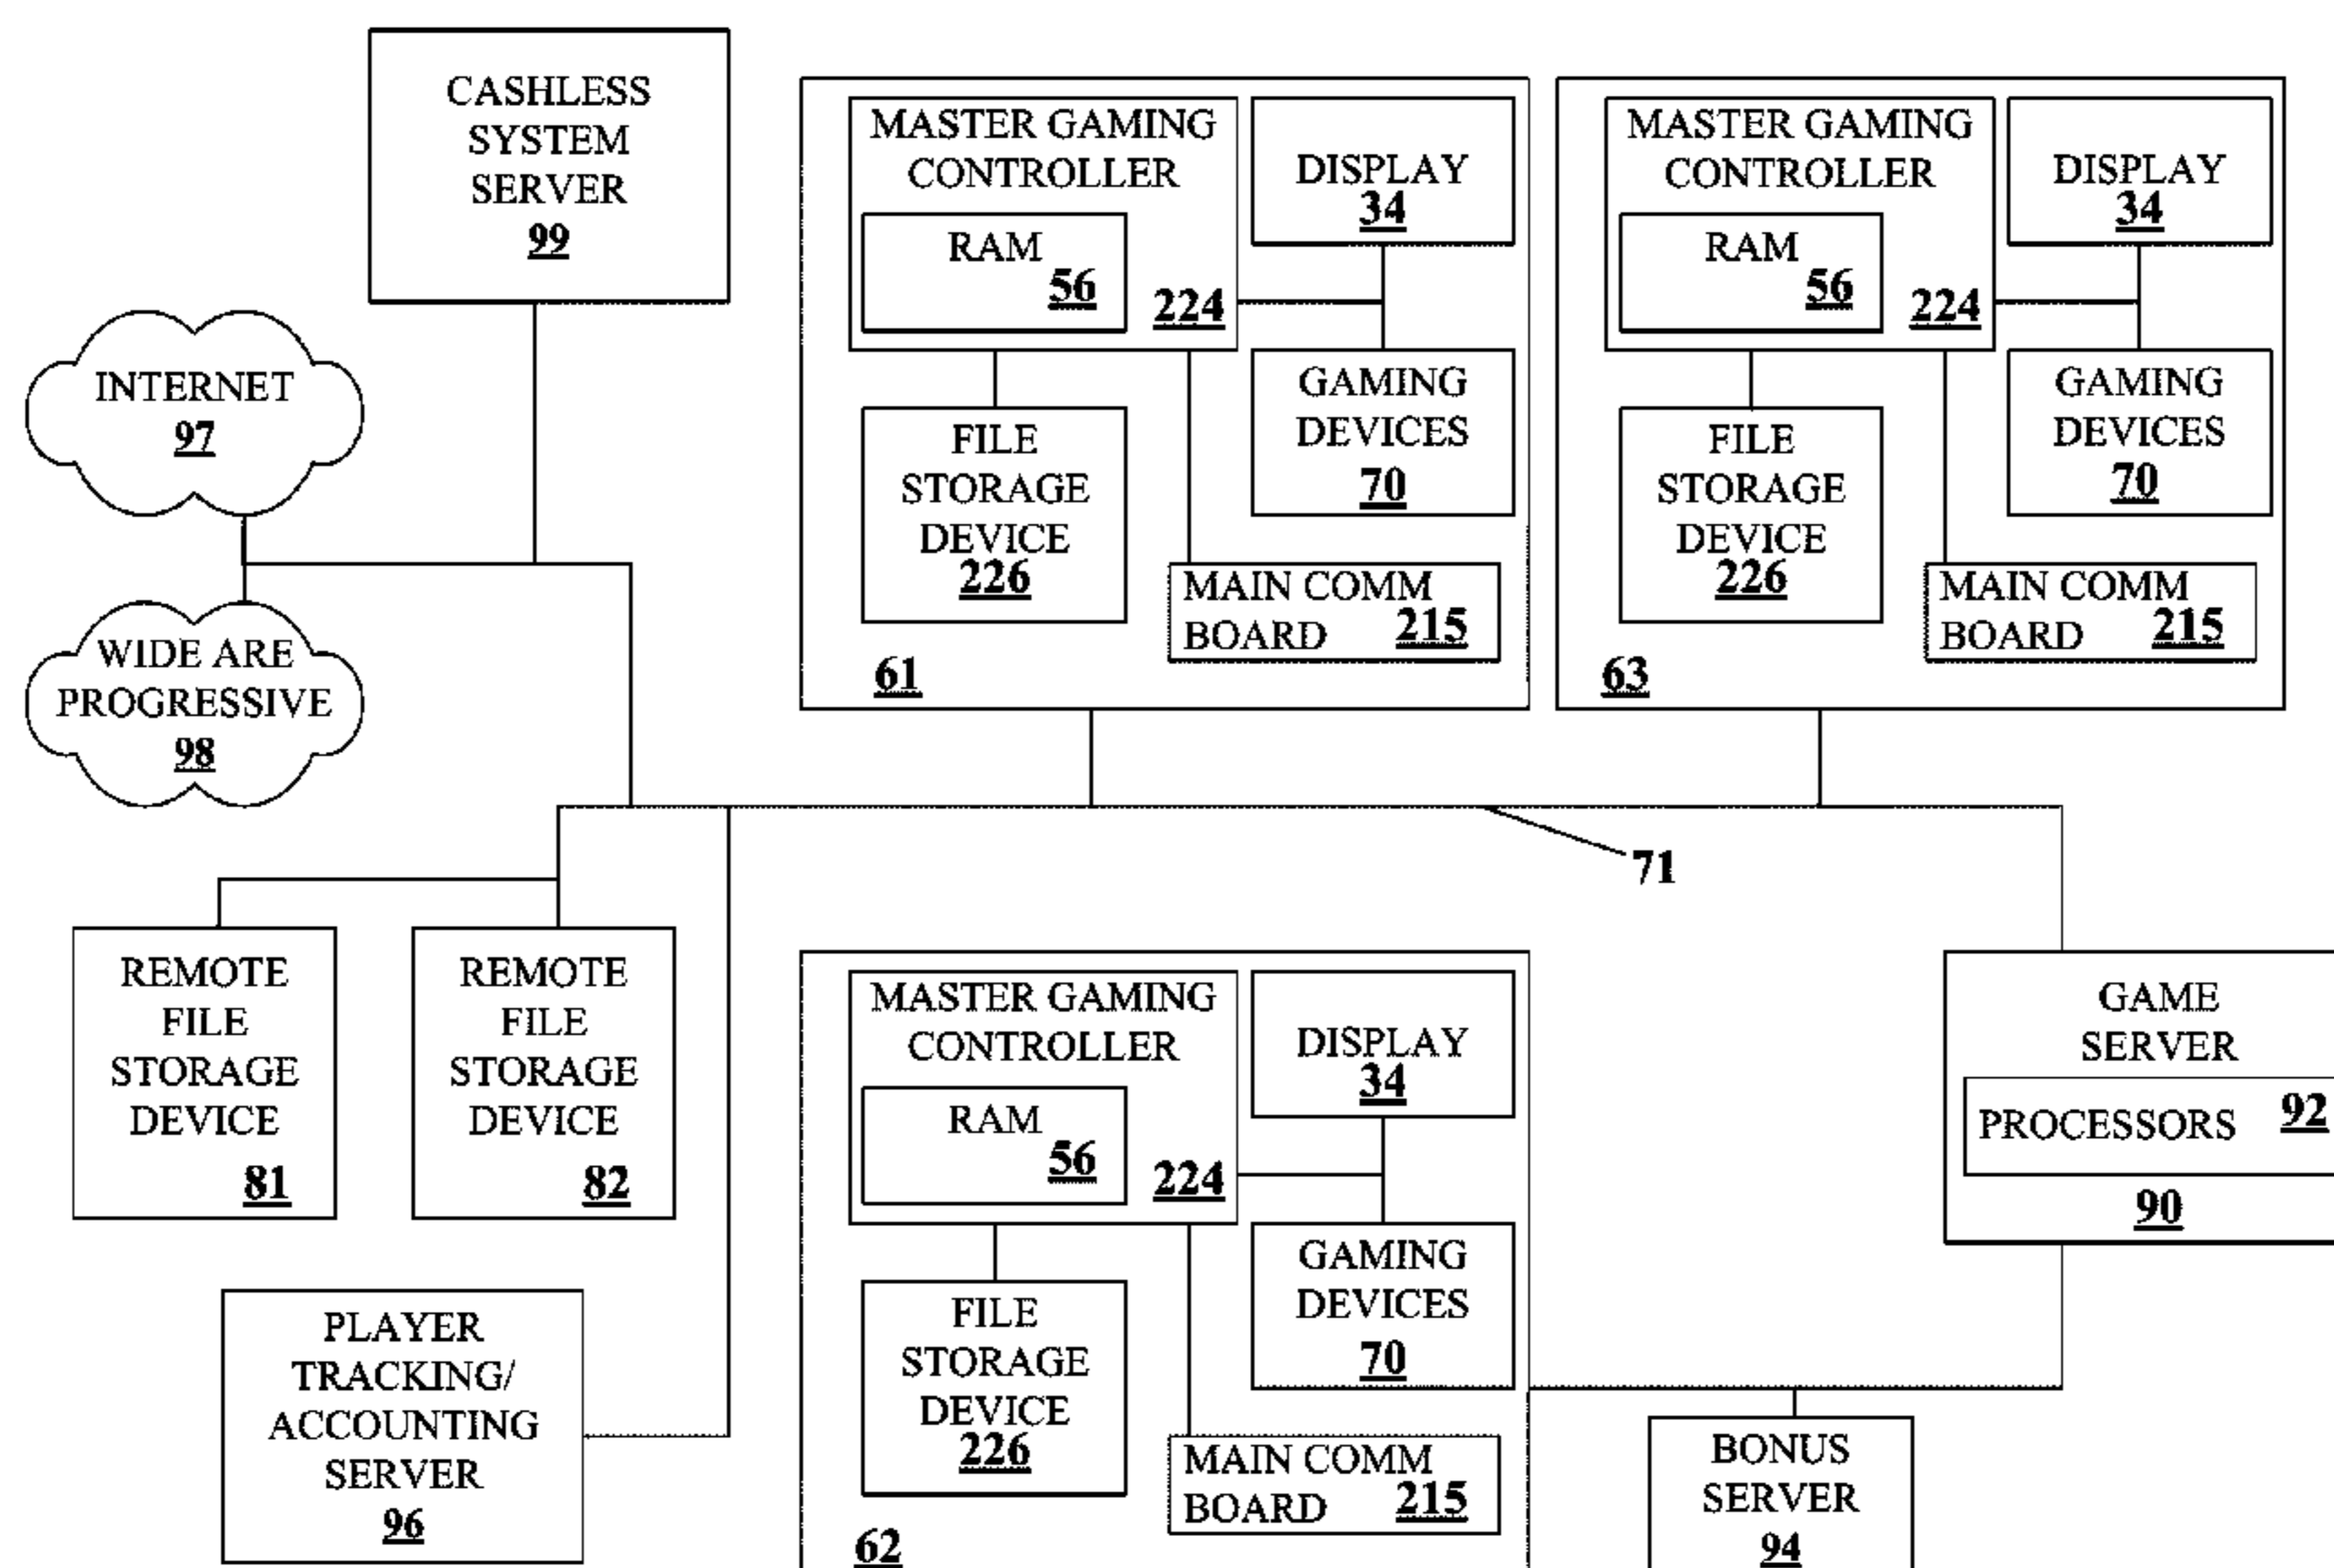 CASHLESS
SYSTEM
SERVER
99
INTERNET
97
WIDE ARE
PROGRESSIVE
98
MASTER GAMING
CONTROLLER
RAM
56
224
DISPLAY
34
GAMING
DEVICES
70
FILE
STORAGE
DEVICE
226
MAIN COMM
BOARD 215
61
MASTER GAMING
CONTROLLER
RAM
56
224
DISPLAY
34
GAMING
DEVICES
70
FILE
STORAGE
DEVICE
226
MAIN COMM
BOARD 215
63
71
REMOTE
FILE
STORAGE
DEVICE
81
REMOTE
FILE
STORAGE
DEVICE
82
PLAYER
TRACKING/
ACCOUNTING
SERVER
96
MASTER GAMING
CONTROLLER
RAM
56
224
DISPLAY
34
GAMING
DEVICES
70
FILE
STORAGE
DEVICE
226
MAIN COMM
BOARD 215
62
GAME
SERVER
PROCESSORS 92
90
BONUS
SERVER
94